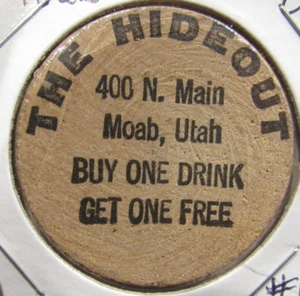 THE HIDEOUT
400 N. Main
Moab, Utah
BUY ONE DRINK
GET ONE FREE
#